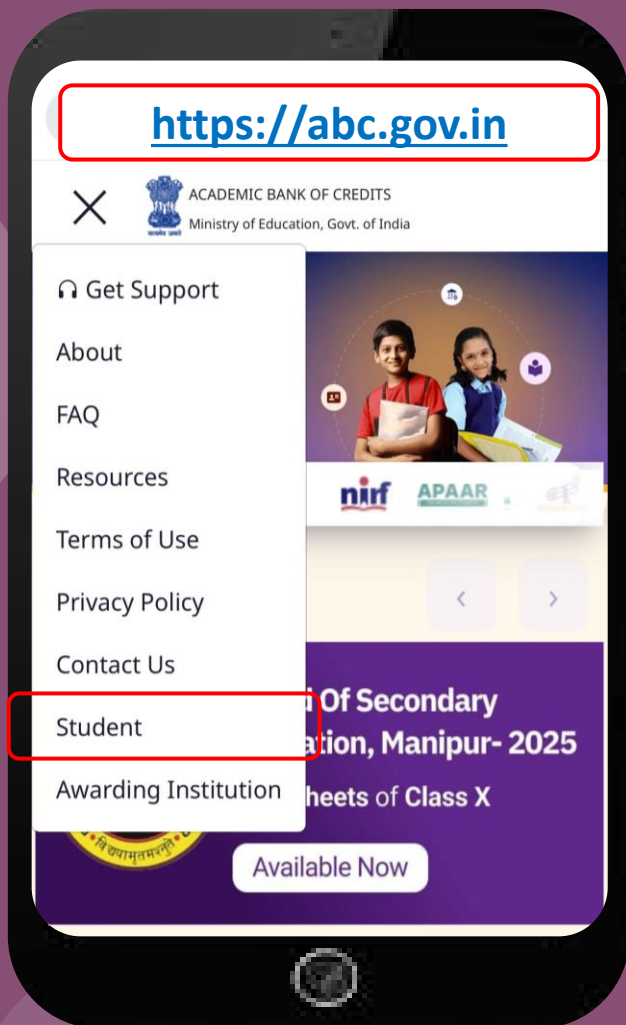 https://abc.gov.in
ACADEMIC BANK OF CREDITS
Ministry of Education, Govt. of India
Get Support
About
FAQ
Resources
Terms of Use
Privacy Policy
Contact Us
Student
Awarding Institution
nirf
APAAR
Of Secondary
ation, Manipur- 2025
heets of Class X
Available Now